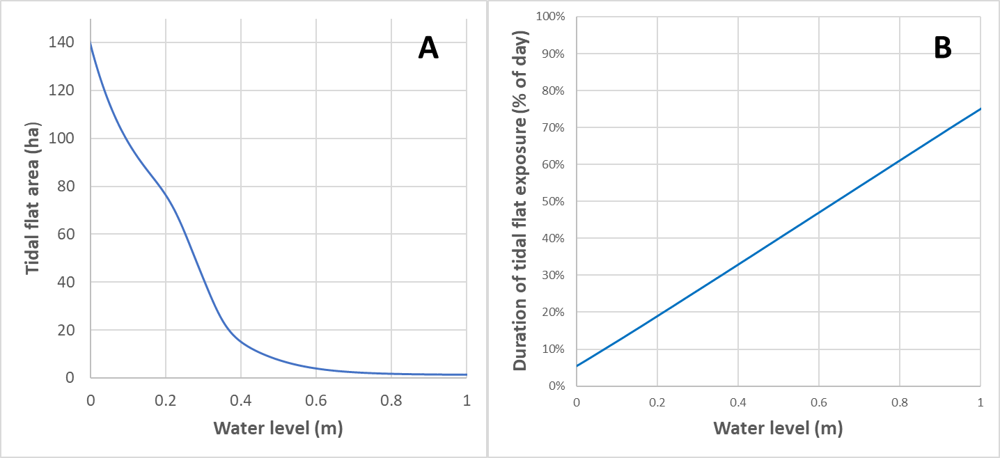 A
Tidal flat area (ha)
140
120
100
80
60
40
20
0
0 0.2 0.4 0.6 0.8 1
Water level (m)
B
Duration of tidal flat exposure (% of day)
100%
90%
80%
70%
60%
50%
40%
30%
20%
10%
0%
0 0.2 0.4 0.6 0.8 1
Water level (m)